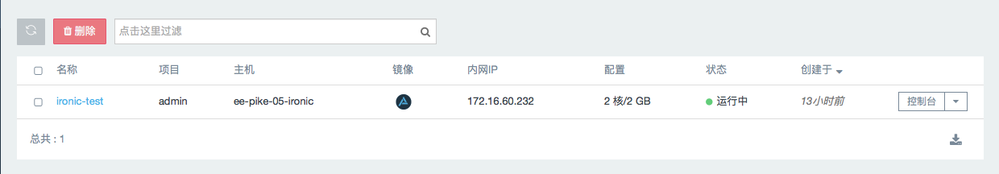 删除 点击这里过滤
名称 项目 主机 镜像 内网IP 配置 状态 创建于
ironic-test admin ee-pike-05-ironic 172.16.60.232 2 核/2 GB 运行中 13小时前 控制台
总共 : 1